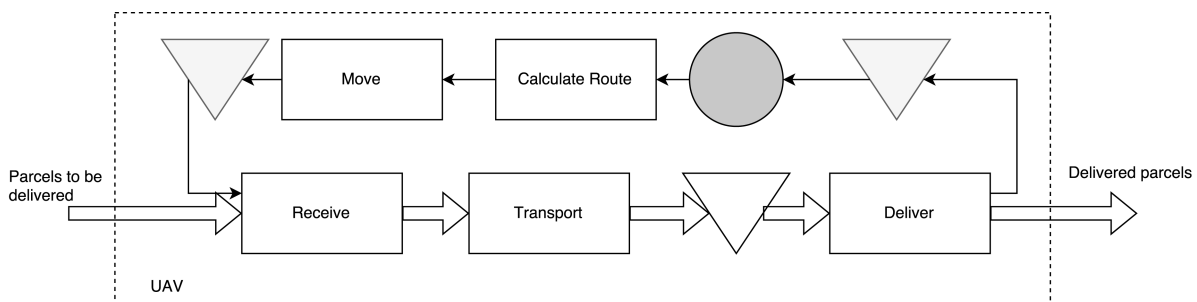 Move
Calculate Route
Parcels to be
delivered
Receive
Transport
Deliver
Delivered parcels
UAV